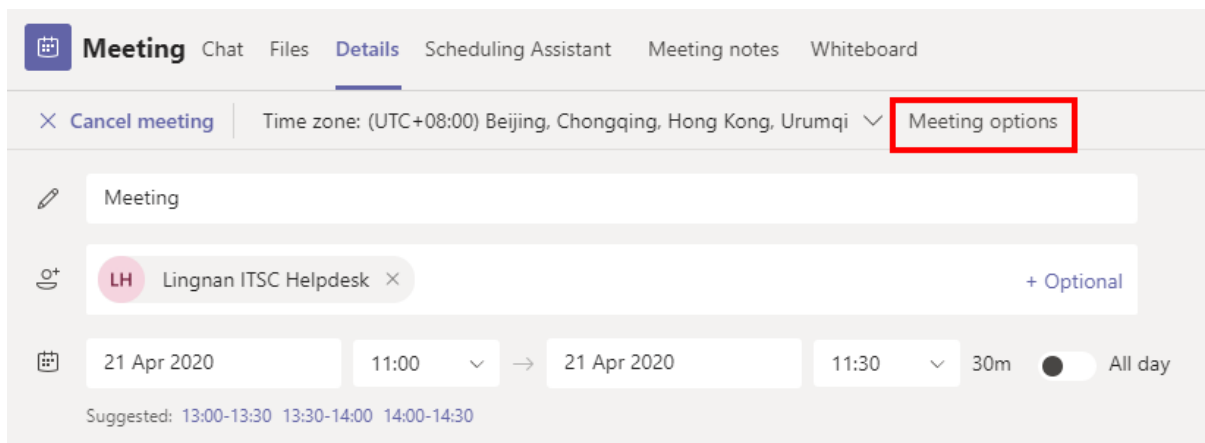 Meeting Chat Files Details Scheduling Assistant Meeting notes Whiteboard
Cancel meeting Time zone: (UTC+08:00) Beijing, Chongqing, Hong Kong, Urumqi Meeting options
Meeting
LH Lingnan ITSC Helpdesk + Optional
21 Apr 2020 11:00 → 21 Apr 2020 11:30 30m All day
Suggested: 13:00-13:30 13:30-14:00 14:00-14:30